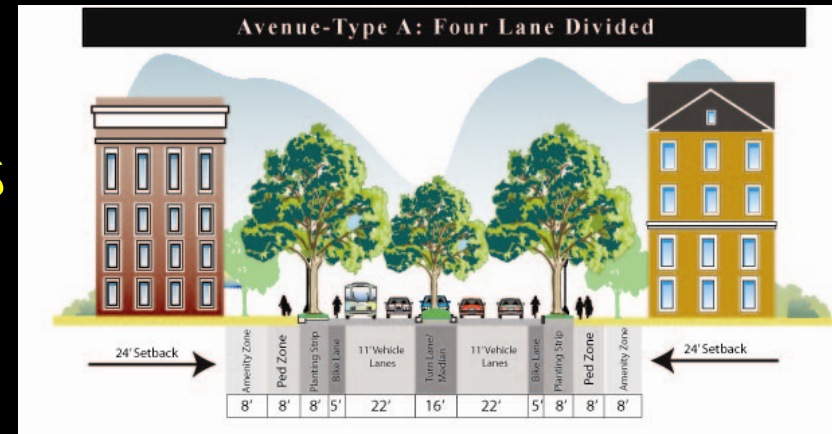 Avenue-Type A: Four Lane Divided
S
24' Setback
Amenity Zone
Ped Zone
Planting Strip
Bike Lane
11' Vehicle
Lanes
Turn Lane/
Median
11' Vehicle
Lanes
Bike Lane
Planting Strip
Ped Zone
Amenity Zone
24' Setback
8' 8' 8' 5' 22' 16' 22' 5' 8' 8' 8'